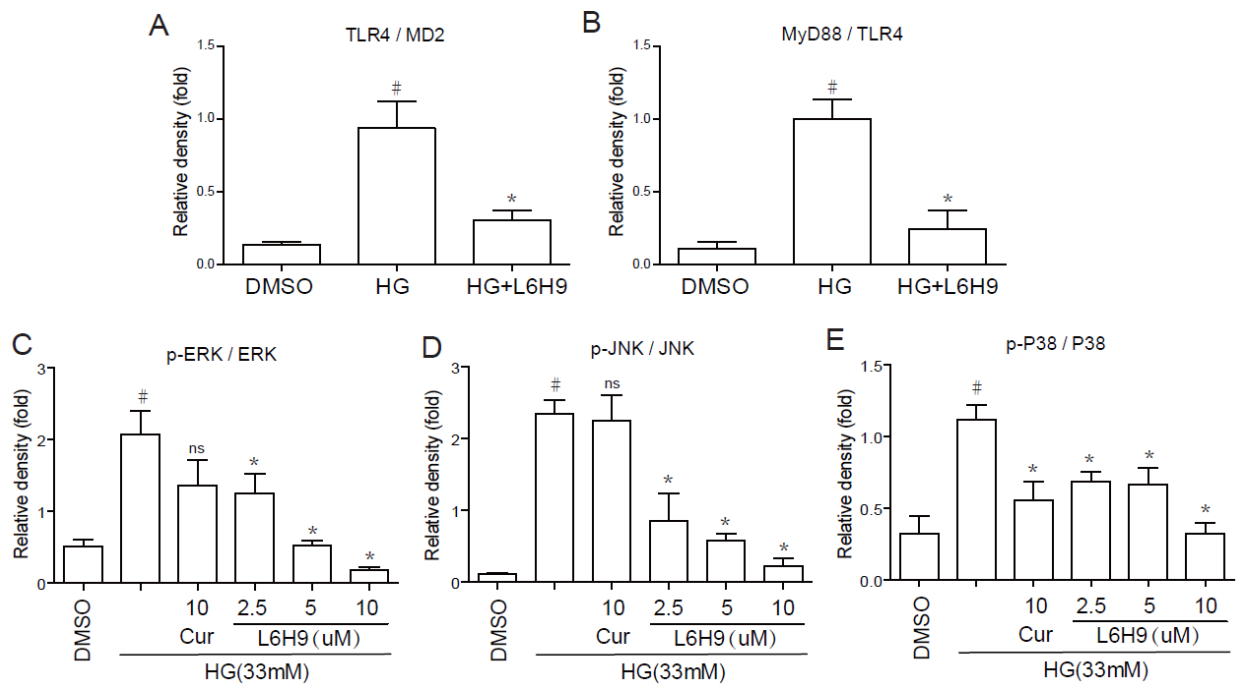 A
TLR4 / MD2
Relative density (fold)
1.5
1.0
0.5
0.0
#
*
DMSO HG HG+L6H9
B
MyD88 / TLR4
Relative density (fold)
1.5
1.0
0.5
0.0
#
*
DMSO HG HG+L6H9
C
p-ERK / ERK
Relative density (fold)
3
2
1
0
#
ns
*
*
*
DMSO
10 2.5 5 10
Cur L6H9(uM)
HG(33mM)
D
p-JNK / JNK
Relative density (fold)
3
2
1
0
#
ns
*
*
*
DMSO
10 2.5 5 10
Cur L6H9(uM)
HG(33mM)
E
p-P38 / P38
Relative density (fold)
1.5
1.0
0.5
0.0
#
*
*
*
*
DMSO
10 2.5 5 10
Cur L6H9(uM)
HG(33mM)